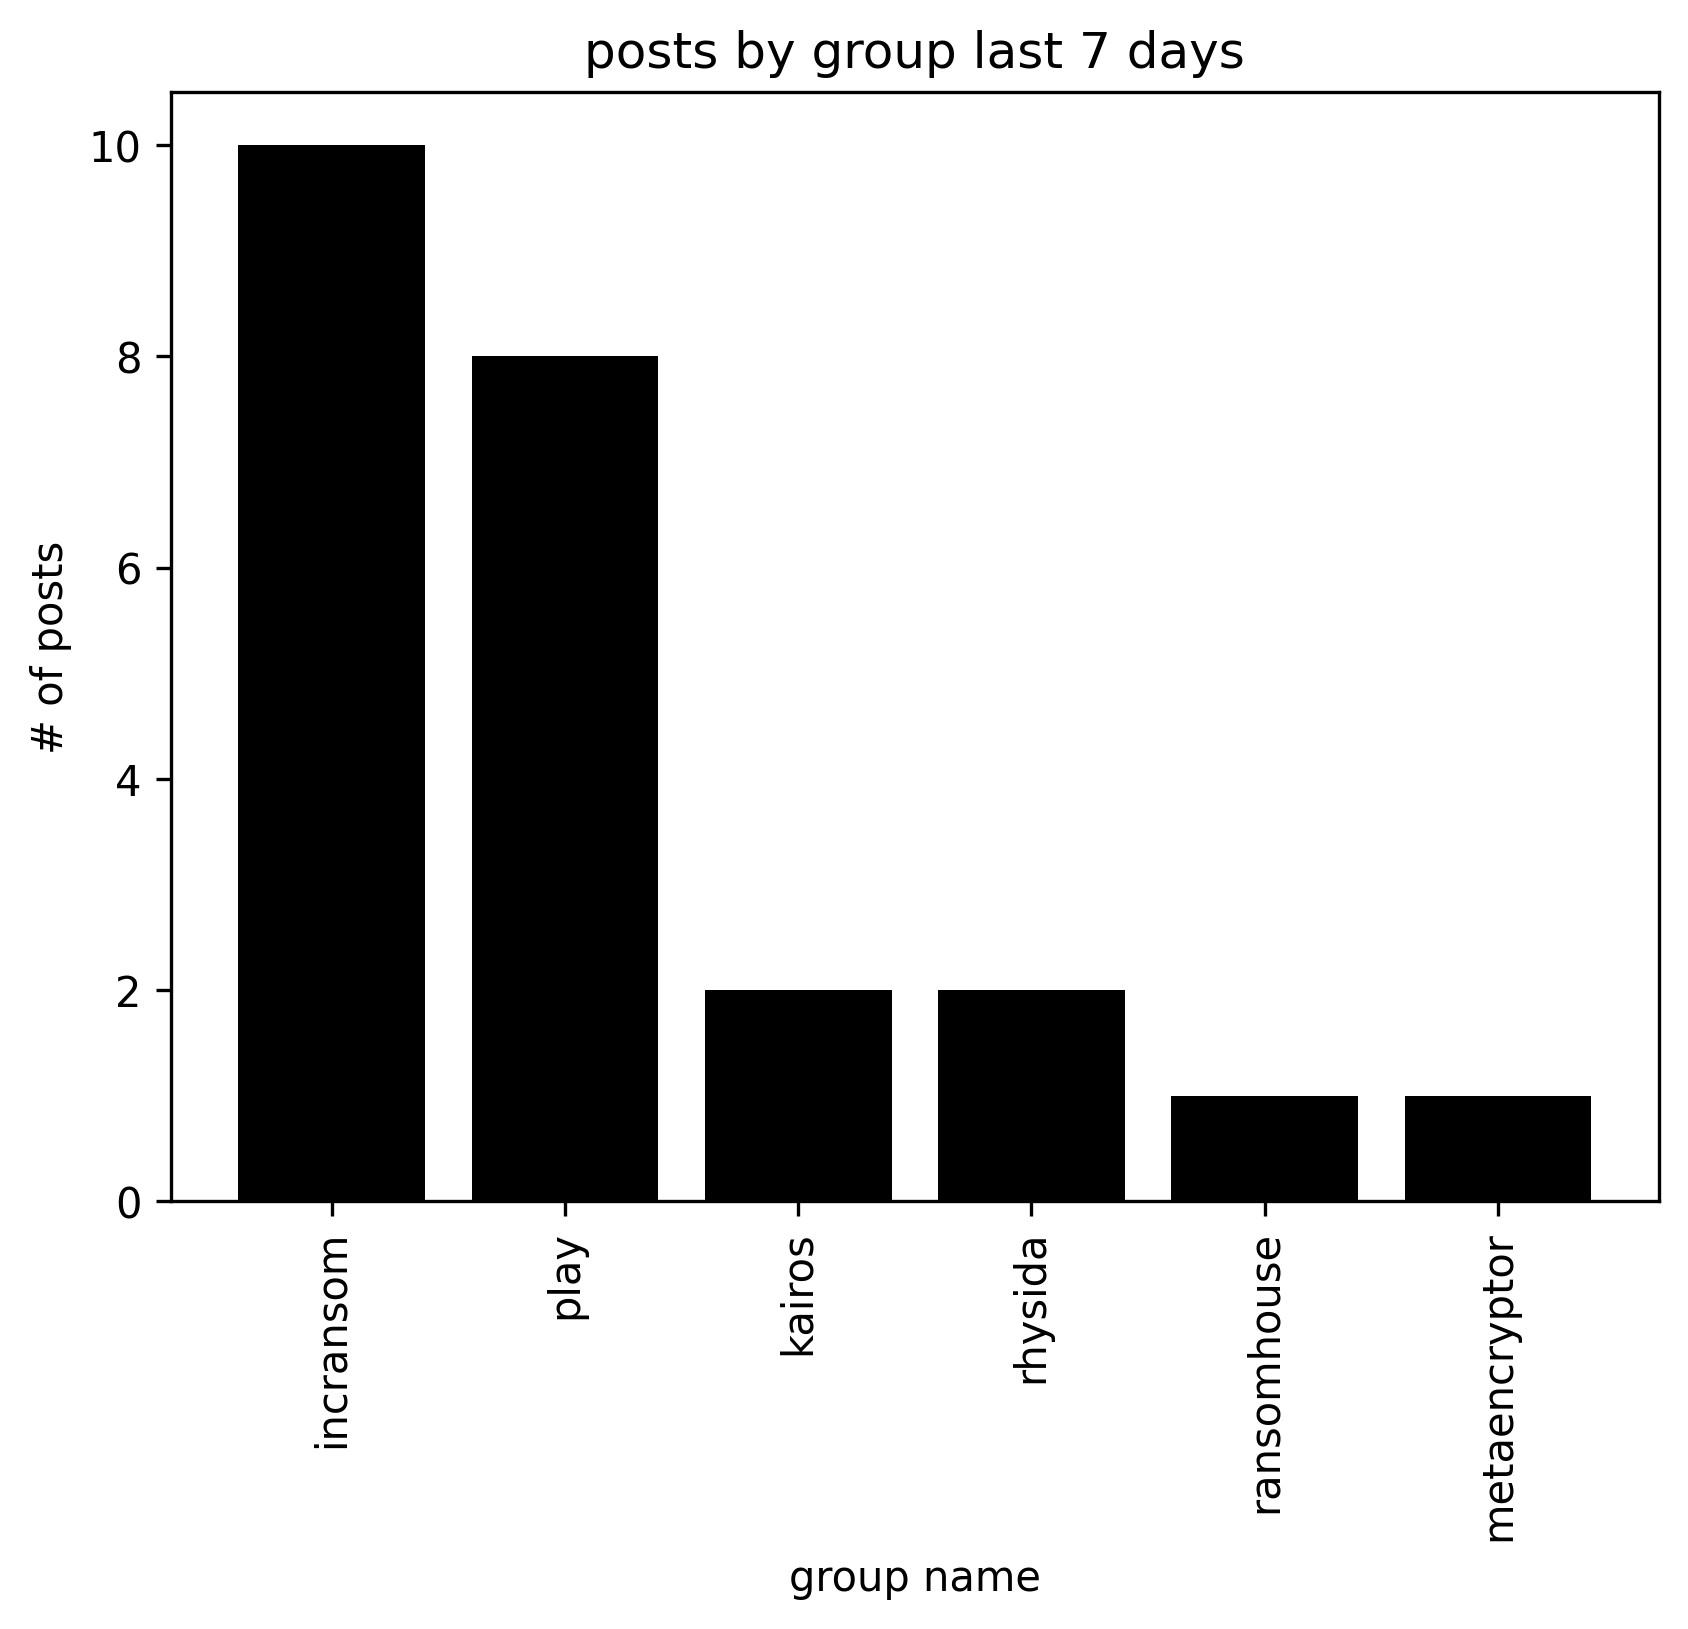 posts by group last 7 days
# of posts
10
8
6
4
2
0
incransom
play
kairos
rhysida
ransomhouse
metaencryptor
group name